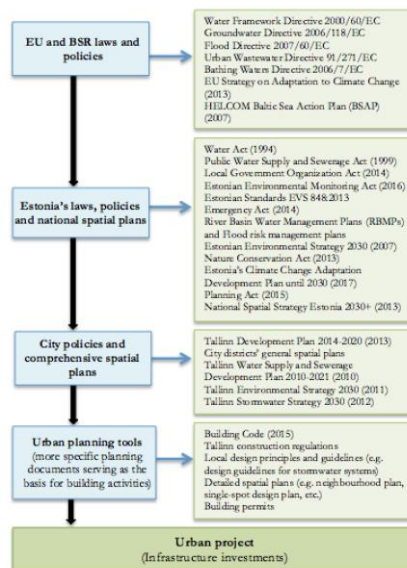 EU and BSR laws and
policies
Water Framework Directive 2000/60/EC
Groundwater Directive 2006/118/EC
Flood Directive 2007/60/EC
Urban Wastewater Directive 91/271/EC
Bathing Waters Directive 2006/7/EC
EU Strategy on Adaptation to Climate Change
(2013)
HELCOM Baltic Sea Action Plan (BSAP)
(2007)
Estonia's laws, policies
and national spatial plans
Water Act (1994)
Public Water Supply and Sewerage Act (1999)
Local Government Organization Act (2014)
Estonian Environmental Monitoring Act (2016)
Estonian Standards EVS 848:2013
Emergency Act (2014)
River Basin Water Management Plans (RBMPs)
and Flood risk management plans
Estonian Environmental Strategy 2030 (2007)
Nature Conservation Act (2013)
Estonia's Climate Change Adaptation
Development Plan until 2030 (2017)
Planning Act (2015)
National Spatial Strategy Estonia 2030+ (2013)
City policies and
comprehensive spatial
plans
Tallinn Development Plan 2014-2020 (2013)
City districts' general spatial plans
Tallinn Water Supply and Sewerage
Development Plan 2010-2021 (2010)
Tallinn Environmental Strategy 2030 (2011)
Tallinn Stormwater Strategy 2030 (2012)
Urban planning tools
(more specific planning
documents serving as the
basis for building activities)
Building Code (2015)
Tallinn construction regulations
Local design principles and guidelines (e.g.
design guidelines for stormwater systems)
Detailed spatial plans (e.g. neighbourhood plan,
single-spot design plan, etc.)
Building permits
Urban project
(Infrastructure investments)